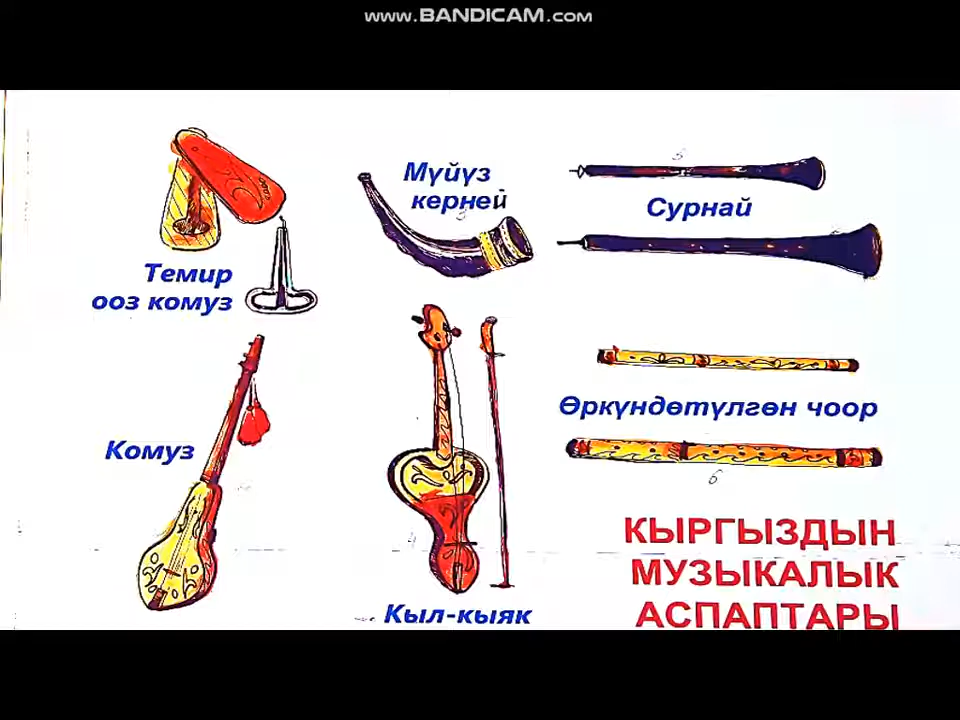 www.BANDICAM.com
Мүйүз
керней
Сурнай
Темир
ооз комуз
Өркүндөтүлгөн чоор
Комуз
КЫРГЫЗДЫН
МУЗЫКАЛЫК
АСПАПТАРЫ
Кыл-кыяк